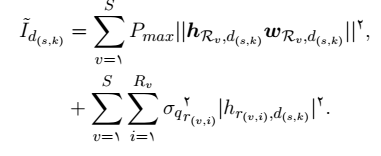 $$\tilde{I}_{d_{(s,k)}} = \sum_{v=۱}^{S} P_{max} ||\boldsymbol{h}_{\mathcal{R}_v, d_{(s,k)}} \boldsymbol{w}_{\mathcal{R}_v, d_{(s,k)}}||^۲,$$
$$+ \sum_{v=۱}^{S} \sum_{i=۱}^{R_v} \sigma_{q_{r_{(v,i)}}}^{۲} |h_{r_{(v,i)}, d_{(s,k)}}|^۲.$$